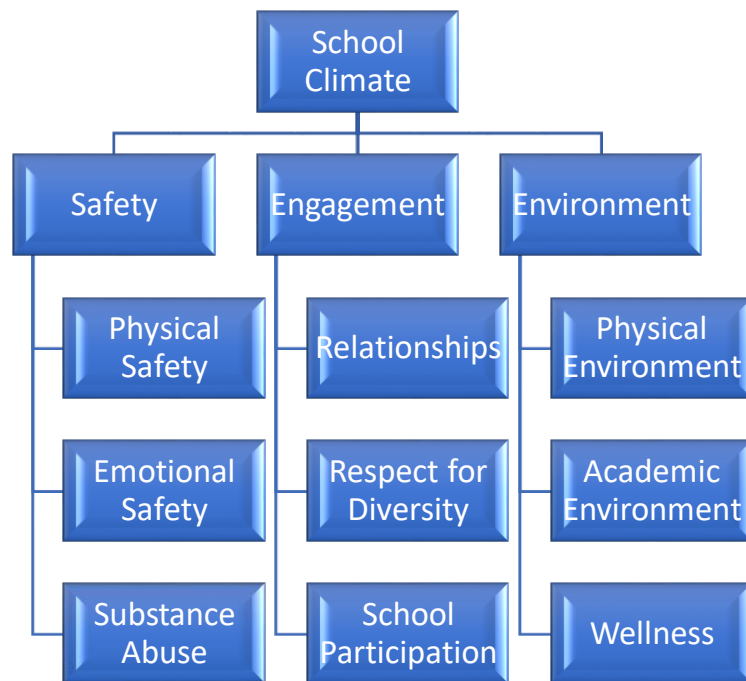 School
Climate
Safety
Engagement
Environment
Physical
Safety
Relationships
Physical
Environment
Emotional
Safety
Respect for
Diversity
Academic
Environment
Substance
Abuse
School
Participation
Wellness